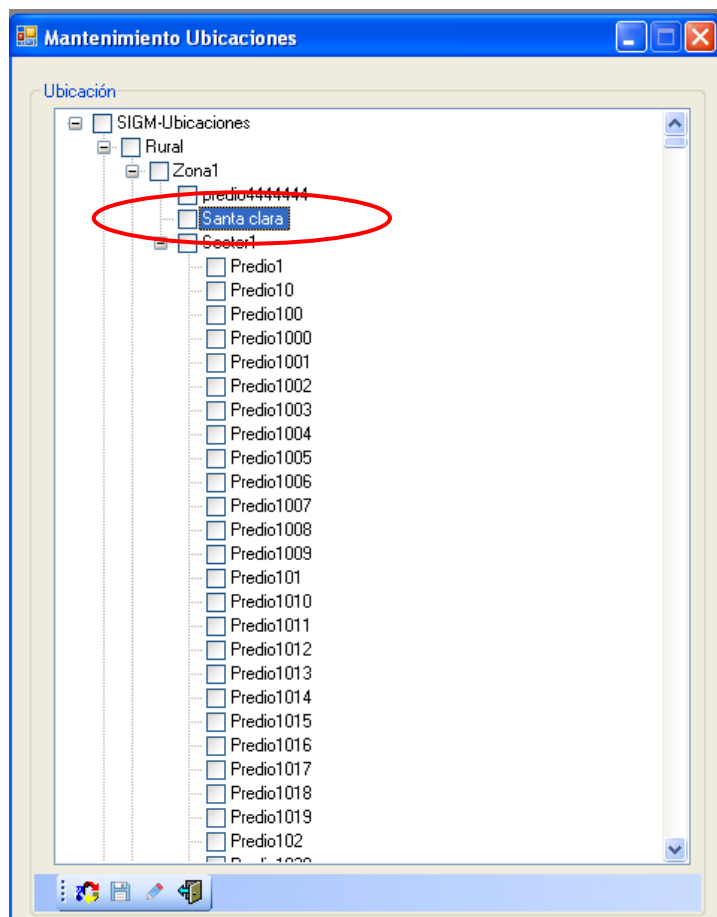 Mantenimiento Ubicaciones
Ubicación
SIGM-Ubicaciones
Rural
Zona1
predio4444444
Santa clara
Sector1
Predio1
Predio10
Predio100
Predio1000
Predio1001
Predio1002
Predio1003
Predio1004
Predio1005
Predio1006
Predio1007
Predio1008
Predio1009
Predio101
Predio1010
Predio1011
Predio1012
Predio1013
Predio1014
Predio1015
Predio1016
Predio1017
Predio1018
Predio1019
Predio102